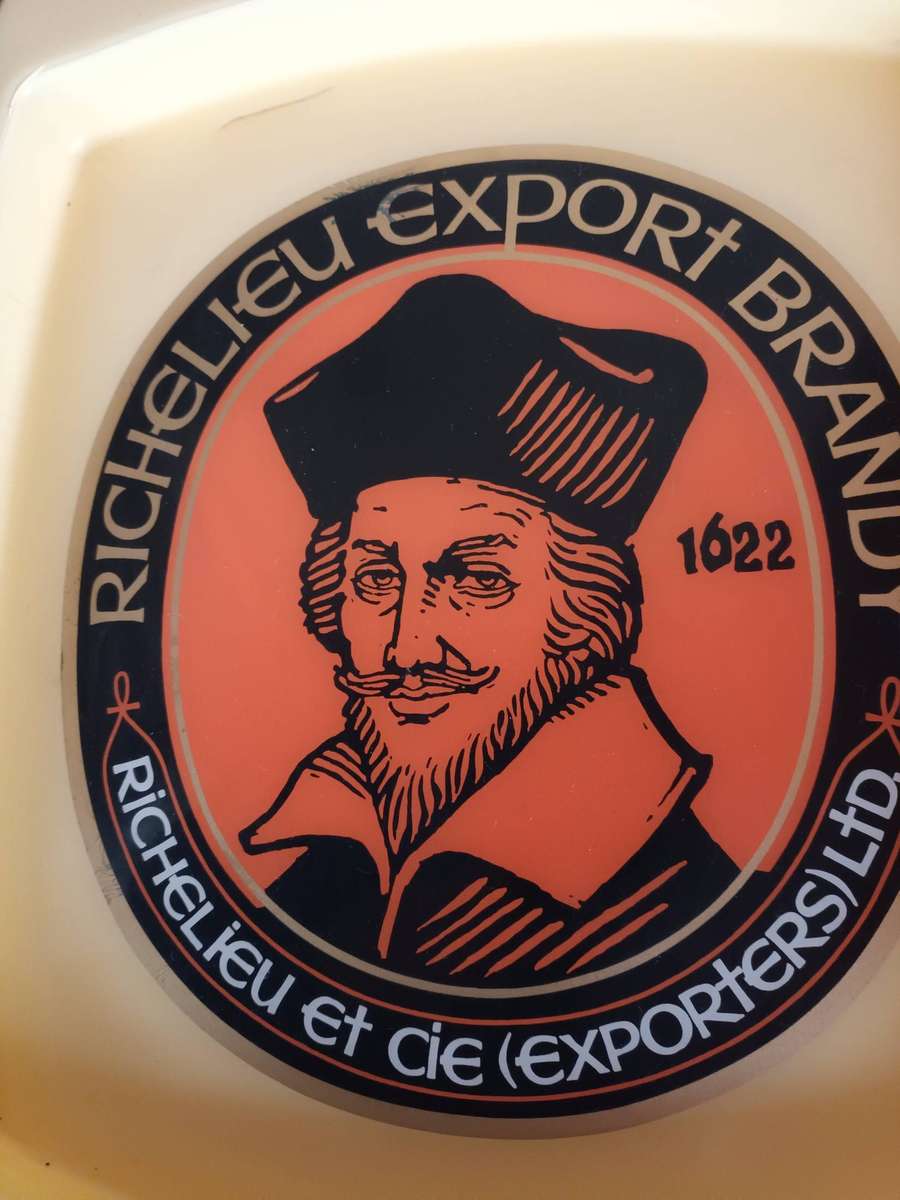 RICHELIEU EXPORT BRANDY
1622
RICHELIEU ET CIE (EXPORTERS) LTD.